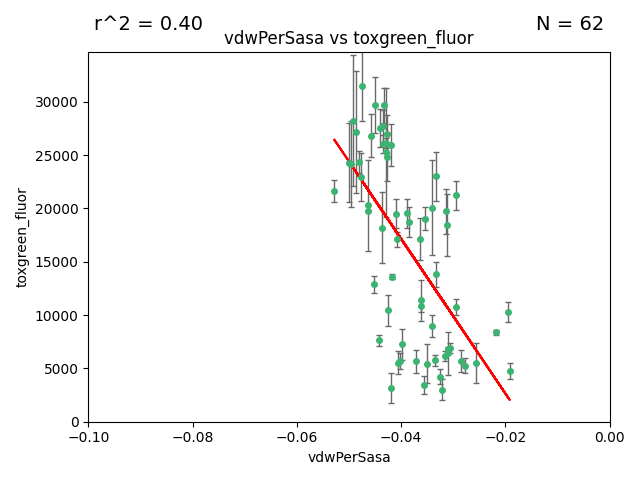 r^2 = 0.40
N = 62
vdwPerSasa vs toxgreen_fluor
toxgreen_fluor
30000
25000
20000
15000
10000
5000
0
−0.10
−0.08
−0.06
−0.04
−0.02
0.00
vdwPerSasa